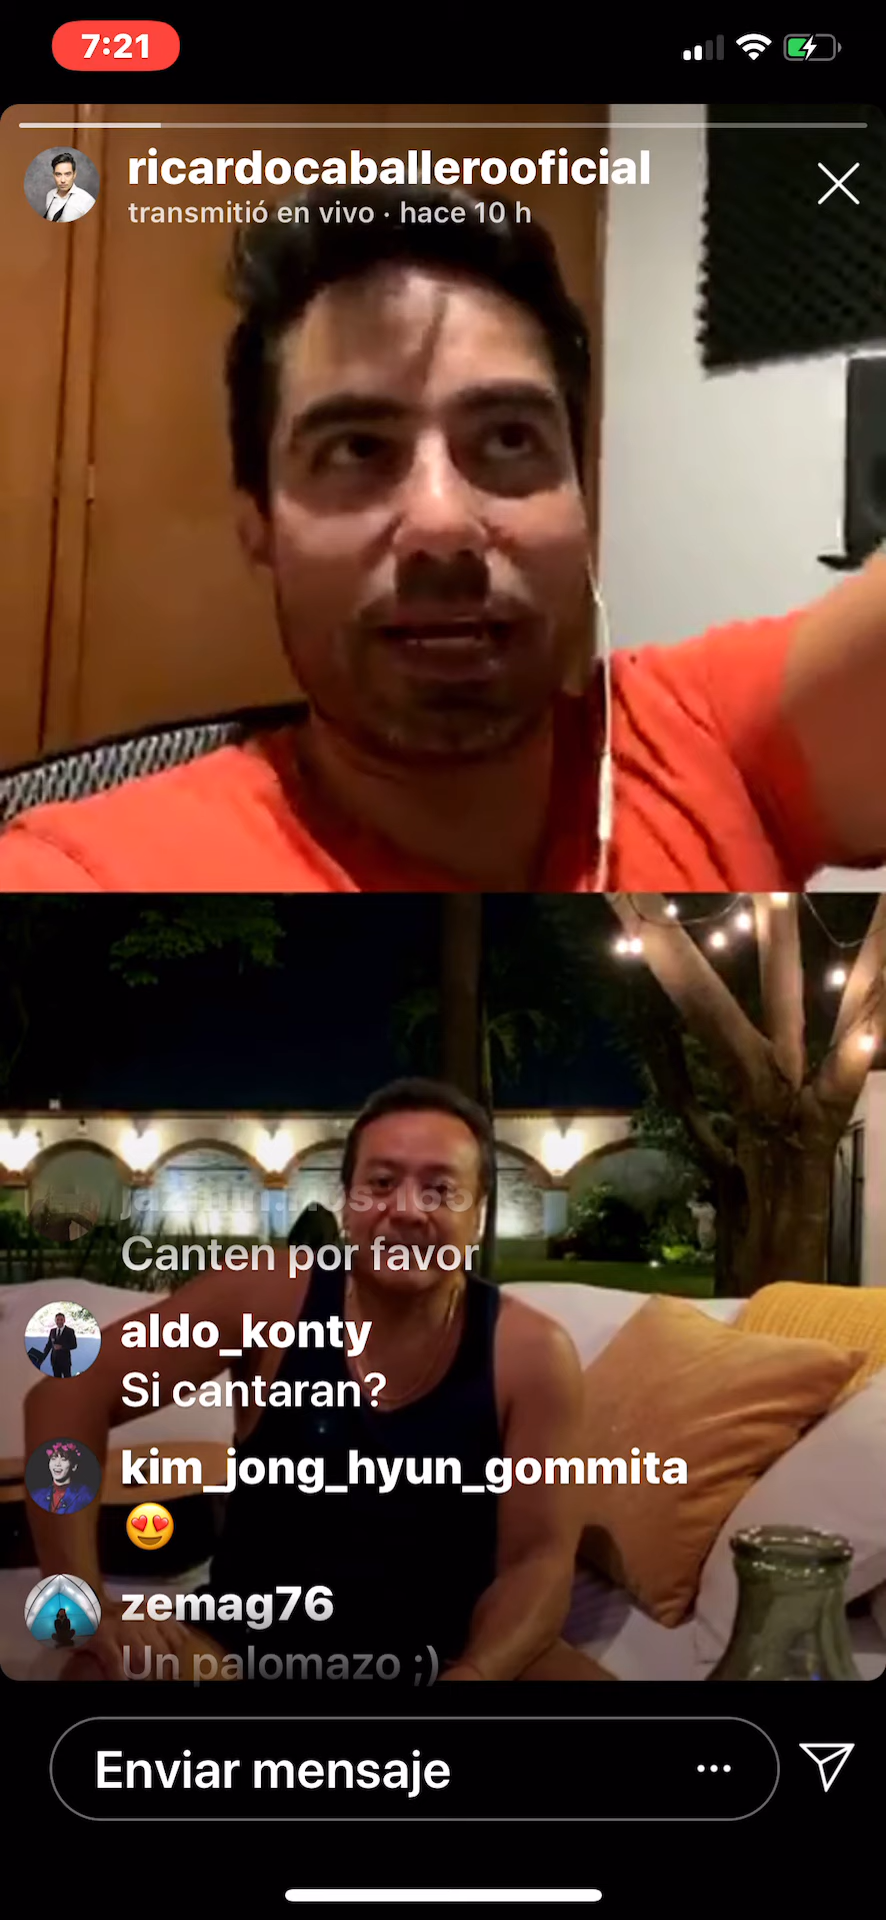 7:21
ricardocaballerooficial
transmitió en vivo · hace 10 h
Canten por favor
aldo_konty
Si cantaran?
kim_jong_hyun_gommita
😍
zemag76
Un palomazo ;)
Enviar mensaje